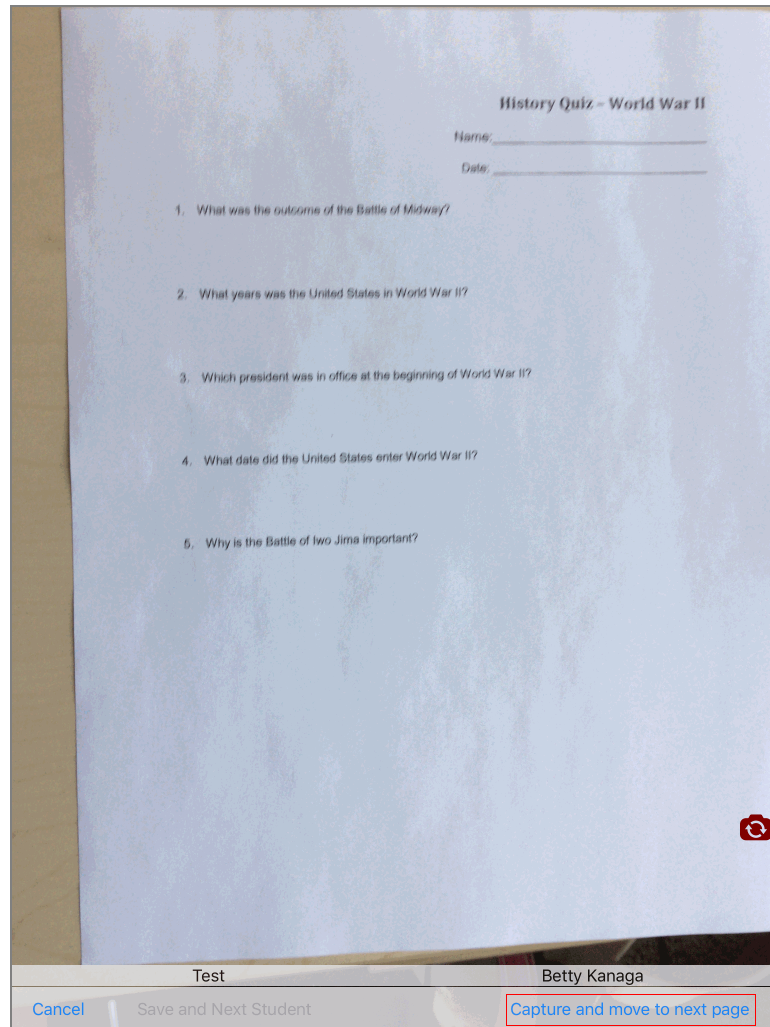 History Quiz – World War II
Name:
Date:
1. What was the outcome of the Battle of Midway?
2. What years was the United States in World War II?
3. Which president was in office at the beginning of World War II?
4. What date did the United States enter World War II?
5. Why is the Battle of Iwo Jima important?
Test Betty Kanaga
Cancel Save and Next Student Capture and move to next page